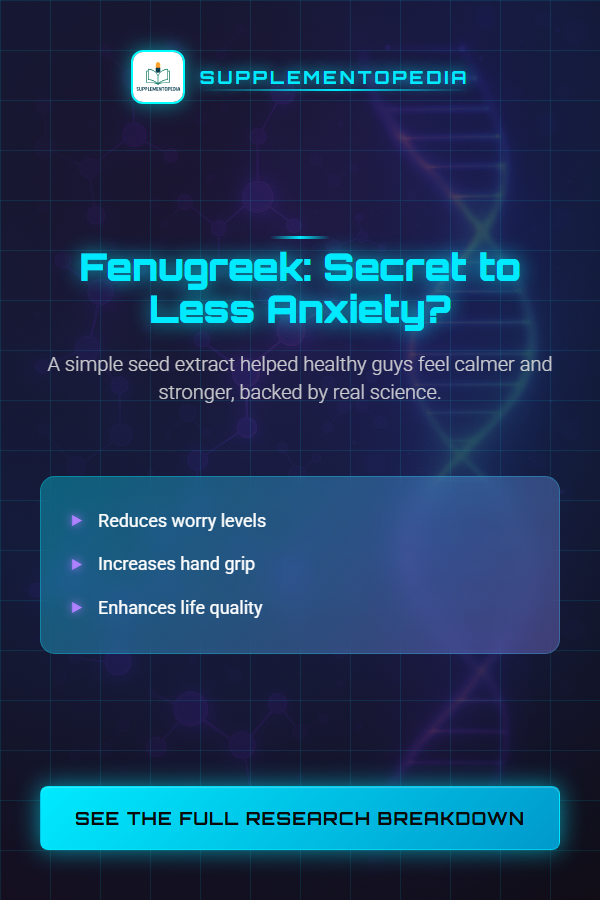 SUPPLEMENTOPEDIA
SUPPLEMENTOPEDIA
Fenugreek: Secret to
Less Anxiety?
A simple seed extract helped healthy guys feel calmer and
stronger, backed by real science.
Reduces worry levels
Increases hand grip
Enhances life quality
SEE THE FULL RESEARCH BREAKDOWN